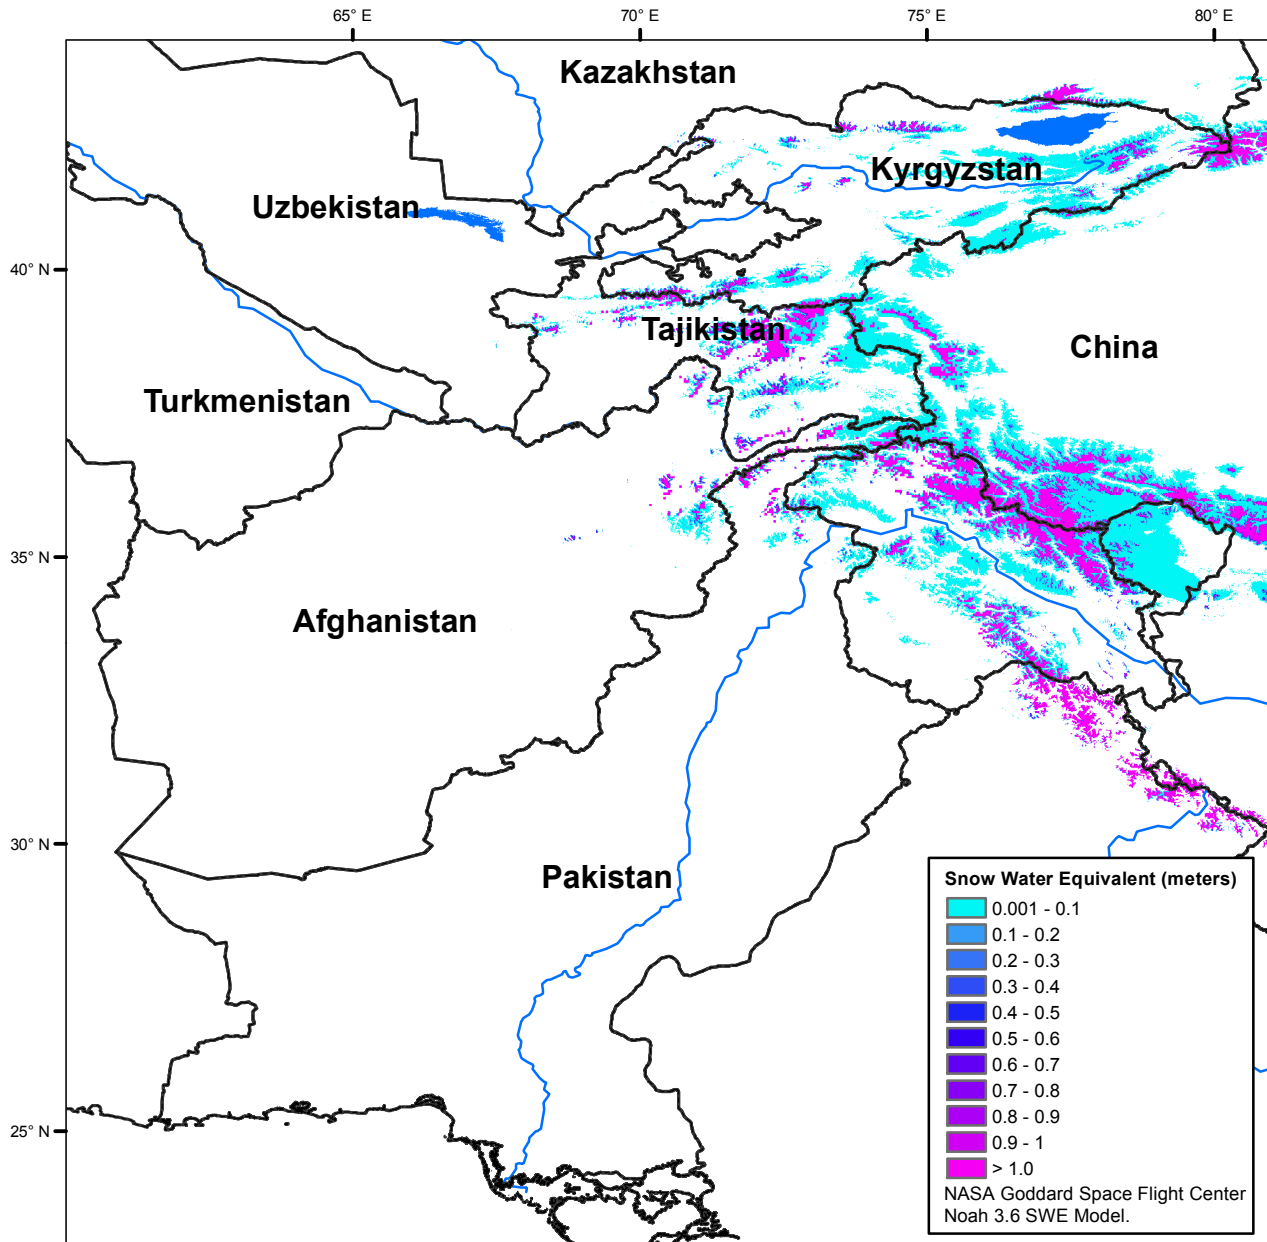 65° E
70° E
75° E
80° E
Kazakhstan
Kyrgyzstan
Uzbekistan
40° N
Tajikistan
China
Turkmenistan
35° N
Afghanistan
30° N
Pakistan
25° N
Snow Water Equivalent (meters)
0.001 - 0.1
0.1 - 0.2
0.2 - 0.3
0.3 - 0.4
0.4 - 0.5
0.5 - 0.6
0.6 - 0.7
0.7 - 0.8
0.8 - 0.9
0.9 - 1
> 1.0
NASA Goddard Space Flight Center
Noah 3.6 SWE Model.